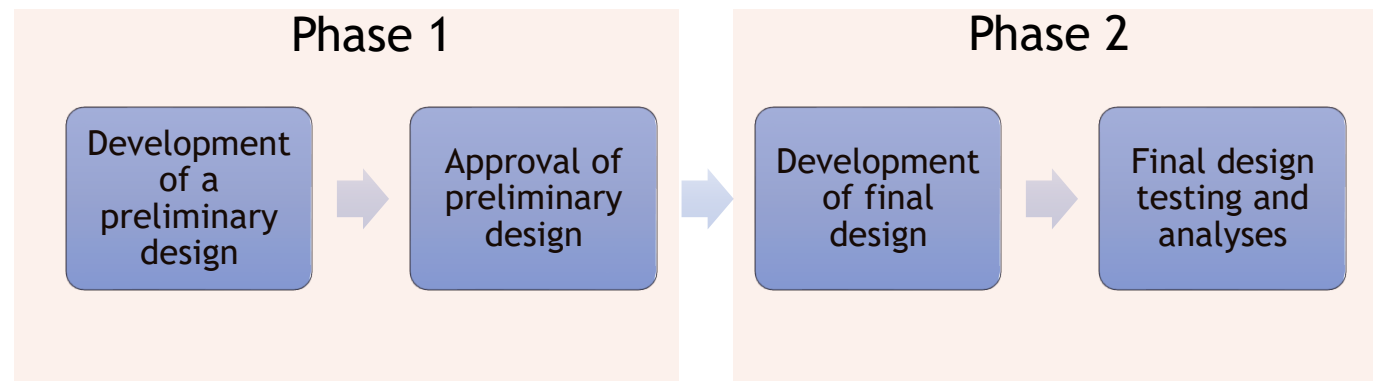 Phase 1
Development
of a
preliminary
design
Approval of
preliminary
design
Phase 2
Development
of final
design
Final design
testing and
analyses